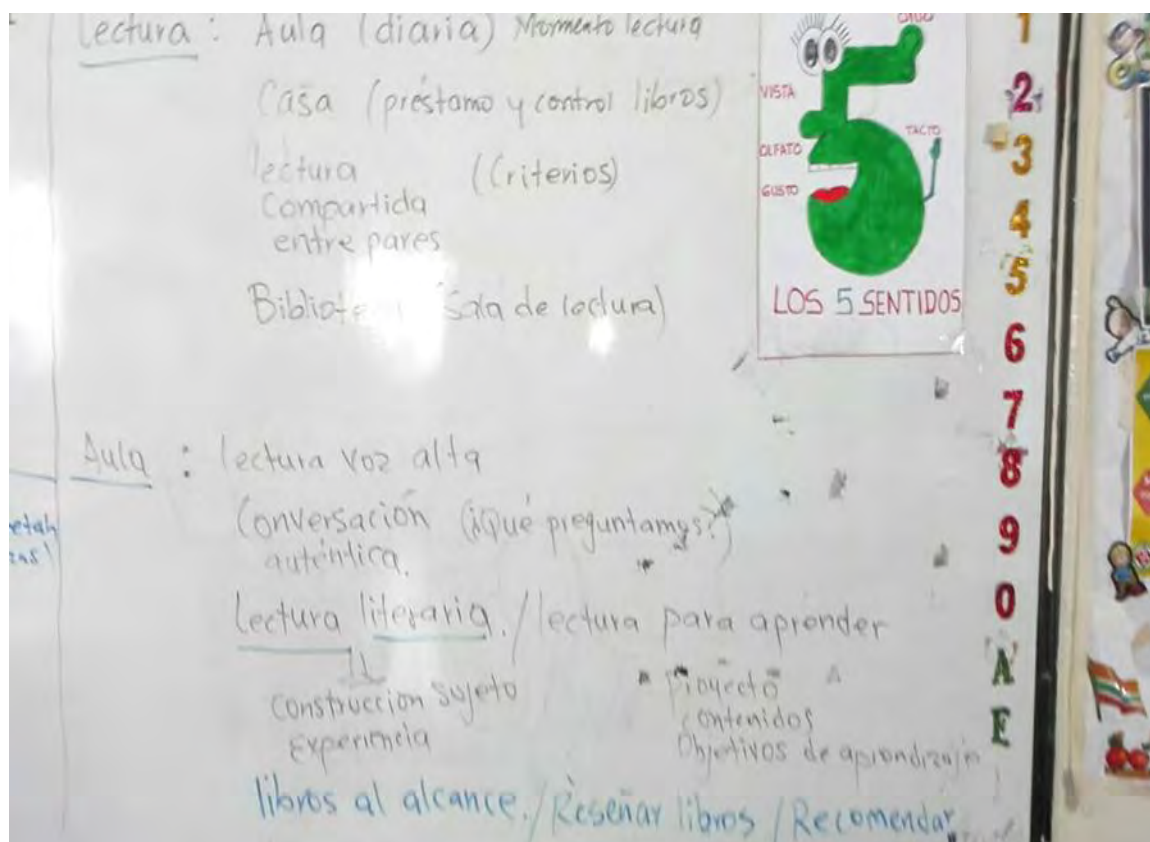 Lectura : Aula (diaria) Momento lectura
Casa (préstamo y control libros)
lectura (Criterios)
Compartida
entre pares
(Sala de lectura)
Aula : lectura voz alta
Conversación (¿Qué preguntamos?)
auténtica.
Lectura literaria. / lectura para aprender
construccion sujeto proyecto
experiencia contenidos
Objetivos de aprendizaje
libros al alcance. / Reseñar libros / Recomendar
VISTA
OLFATO
TACTO
GUSTO
LOS 5 SENTIDOS
1
2
3
4
5
6
7
8
9
0
A
E